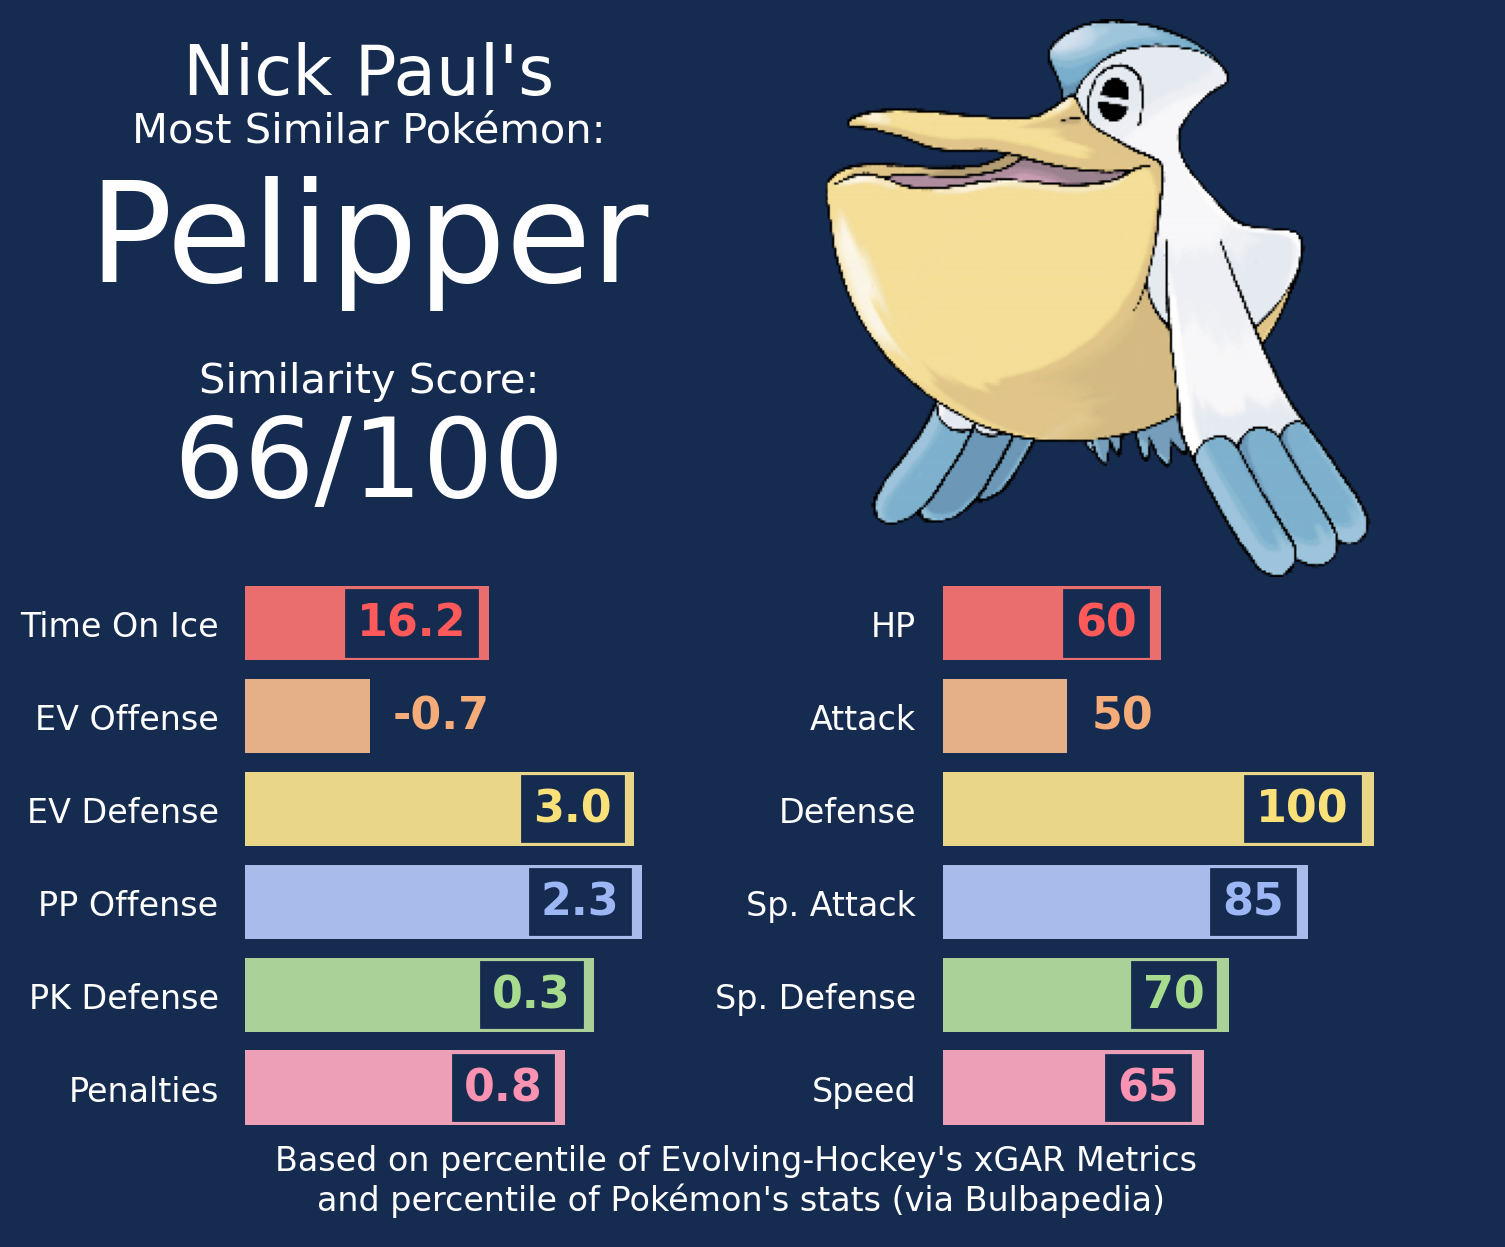 Nick Paul's
Most Similar Pokémon:
Pelipper
Similarity Score:
66/100
Time On Ice 16.2
EV Offense -0.7
EV Defense 3.0
PP Offense 2.3
PK Defense 0.3
Penalties 0.8
HP 60
Attack 50
Defense 100
Sp. Attack 85
Sp. Defense 70
Speed 65
Based on percentile of Evolving-Hockey's xGAR Metrics
and percentile of Pokémon's stats (via Bulbapedia)